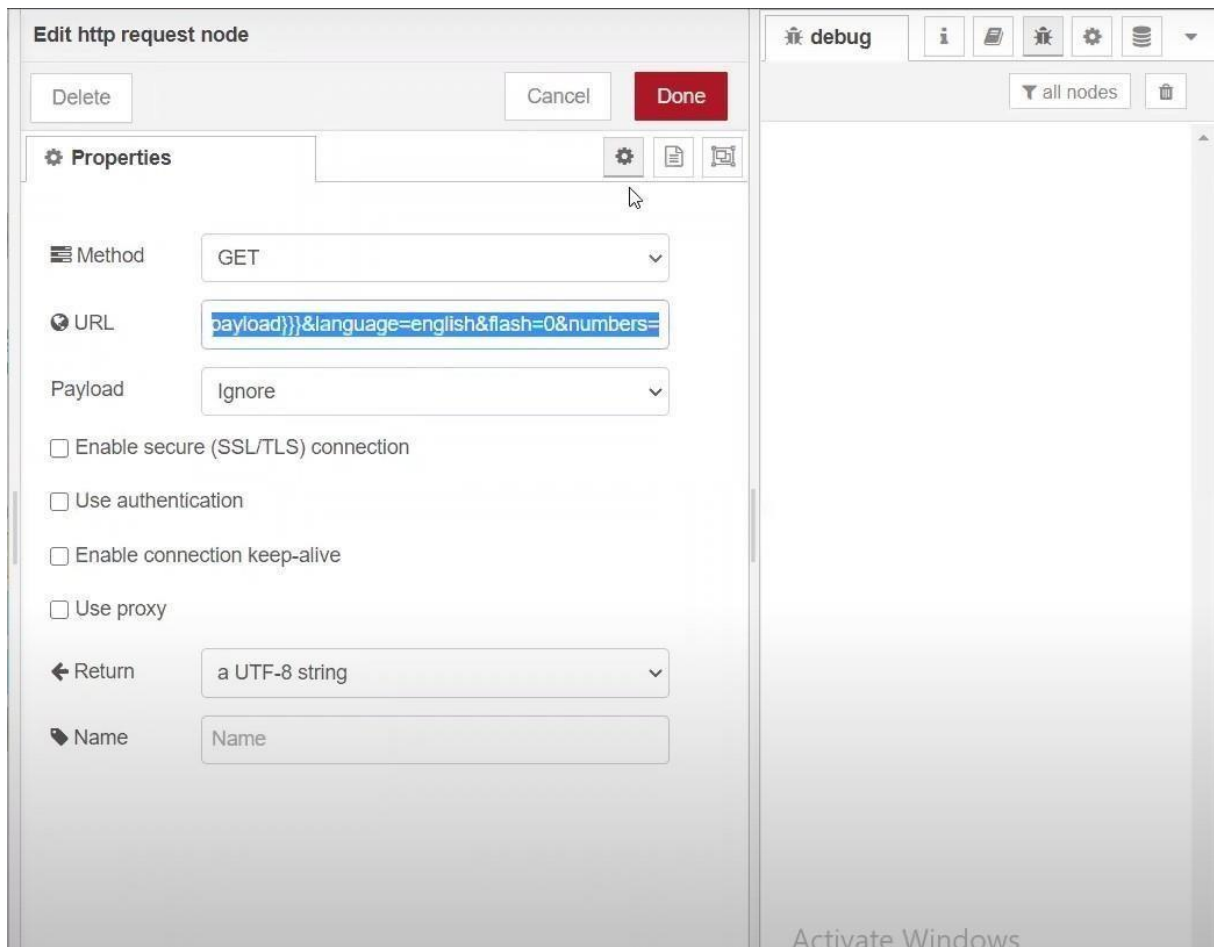 Edit http request node
debug
Delete
Cancel
Done
all nodes
Properties
Method
GET
URL
payload}}}&language=english&flash=0&numbers=
Payload
Ignore
Enable secure (SSL/TLS) connection
Use authentication
Enable connection keep-alive
Use proxy
Return
a UTF-8 string
Name
Name
Activate Windows